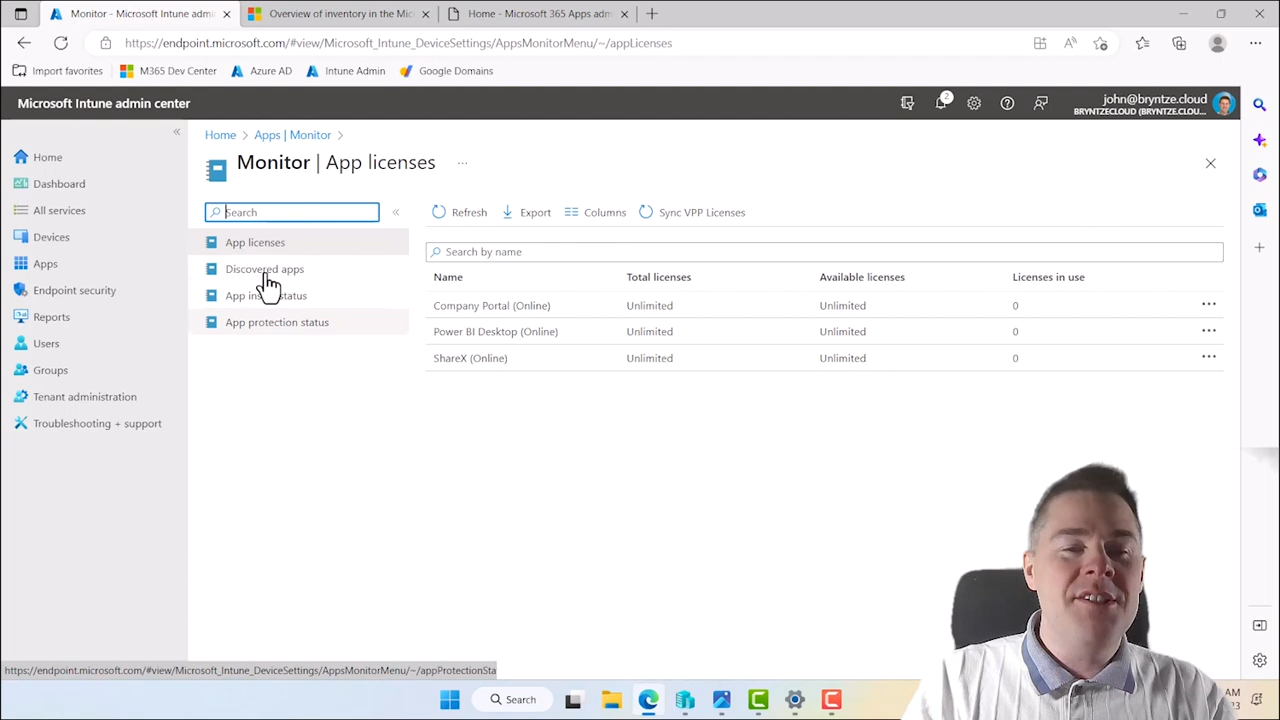 Monitor - Microsoft Intune admin
Overview of inventory in the Mic
Home - Microsoft 365 Apps adm
https://endpoint.microsoft.com/#view/Microsoft_Intune_DeviceSettings/AppsMonitorMenu/~/appLicenses
Import favorites
M365 Dev Center
Azure AD
Intune Admin
Google Domains
Microsoft Intune admin center
2
john@bryntze.cloud
BRYNTZECLOUD (BRYNTZE.CLOU...
Home > Apps | Monitor >
Monitor | App licenses ...
Home
Dashboard
All services
Devices
Apps
Endpoint security
Reports
Users
Groups
Tenant administration
Troubleshooting + support
Search
App licenses
Discovered apps
App status
App protection status
Refresh
Export
Columns
Sync VPP Licenses
Search by name
Name Total licenses Available licenses Licenses in use
Company Portal (Online) Unlimited Unlimited 0
Power BI Desktop (Online) Unlimited Unlimited 0
ShareX (Online) Unlimited Unlimited 0
https://endpoint.microsoft.com/#view/Microsoft_Intune_DeviceSettings/AppsMonitorMenu/~/appProtectionSta
Search
AM